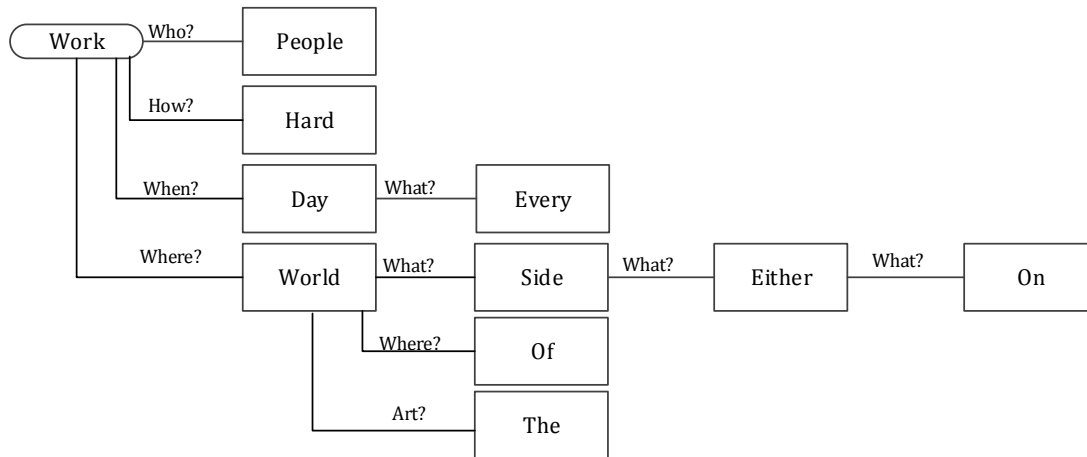 Work
Who?
People
How?
Hard
When?
Day
What?
Every
Where?
World
What?
Side
What?
Either
What?
On
Where?
Of
Art?
The